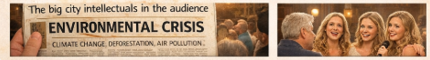 The big city intellectuals in the audience
ENVIRONMENTAL CRISIS
CLIMATE CHANGE, DEFORESTATION, AIR POLLUTION.